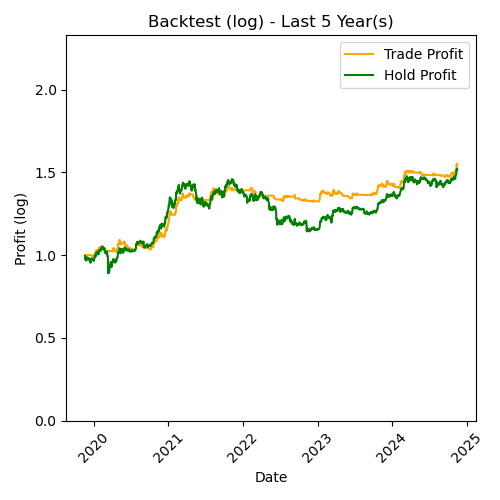 Backtest (log) - Last 5 Year(s)
Trade Profit
Hold Profit
Profit (log)
2.0
1.5
1.0
0.5
0.0
2020
2021
2022
2023
2024
2025
Date